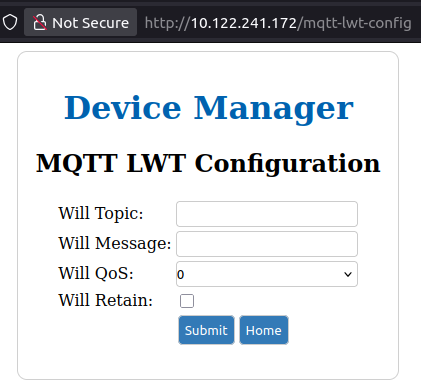 Not Secure http://10.122.241.172/mqtt-lwt-config
Device Manager
MQTT LWT Configuration
Will Topic:
Will Message:
Will QoS: 0
Will Retain:
Submit Home